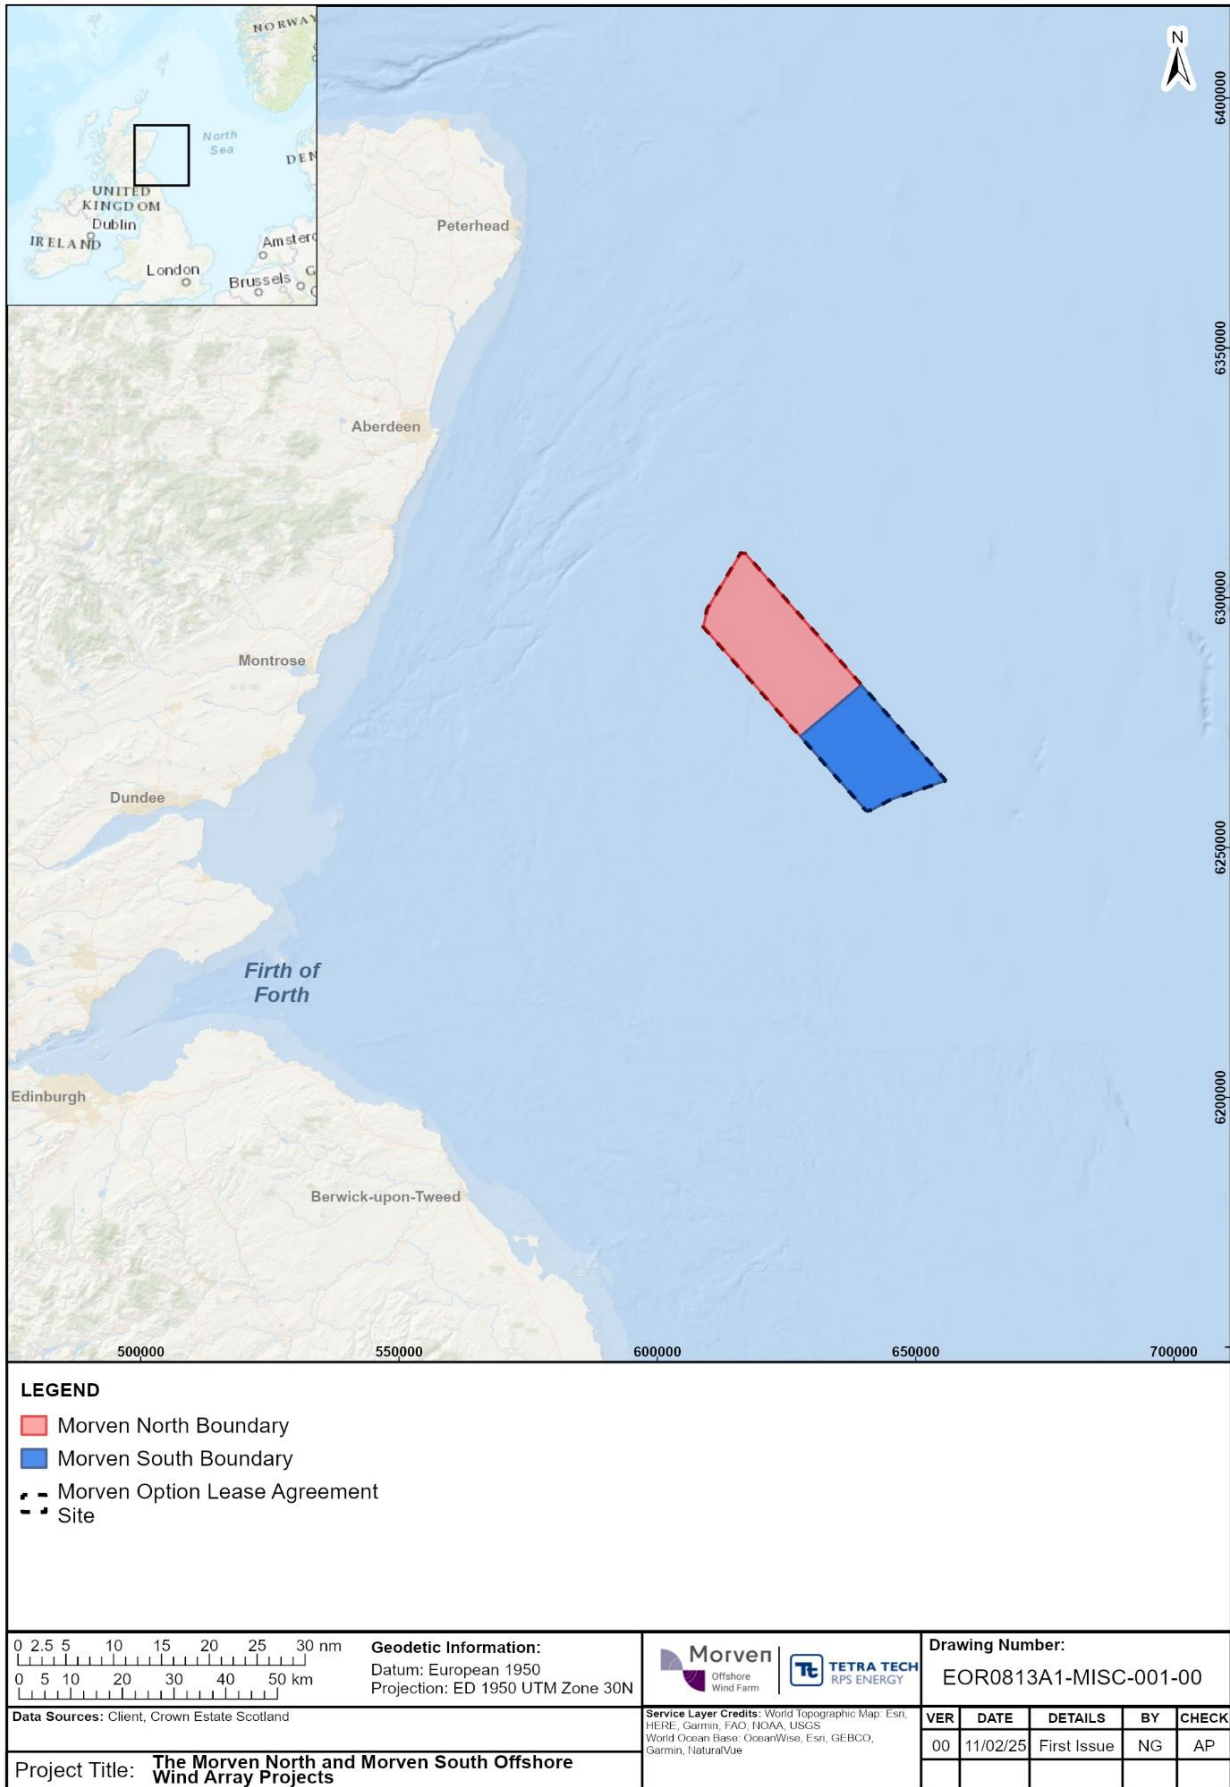 NORWAY
North
Sea
DEN
UNITED
KINGDOM
Dublin
IRELAND
Amsterd
London
Brussels
G
N
Peterhead
Aberdeen
Montrose
Dundee
Firth of
Forth
Edinburgh
Berwick-upon-Tweed
6400000
6350000
6300000
6250000
6200000
500000 550000 600000 650000 700000
LEGEND
Morven North Boundary
Morven South Boundary
Morven Option Lease Agreement
Site
0 2.5 5 10 15 20 25 30 nm
0 5 10 20 30 40 50 km
Geodetic Information:
Datum: European 1950
Projection: ED 1950 UTM Zone 30N
Morven
Offshore
Wind Farm
Tt
TETRA TECH
RPS ENERGY
Drawing Number:
EOR0813A1-MISC-001-00
Data Sources: Client, Crown Estate Scotland
Service Layer Credits: World Topographic Map: Esri,
HERE, Garmin, FAO, NOAA, USGS
World Ocean Base: OceanWise, Esri, GEBCO,
Garmin, NaturalVue
VER DATE DETAILS BY CHECK
00 11/02/25 First Issue NG AP
Project Title: The Morven North and Morven South Offshore
Wind Array Projects